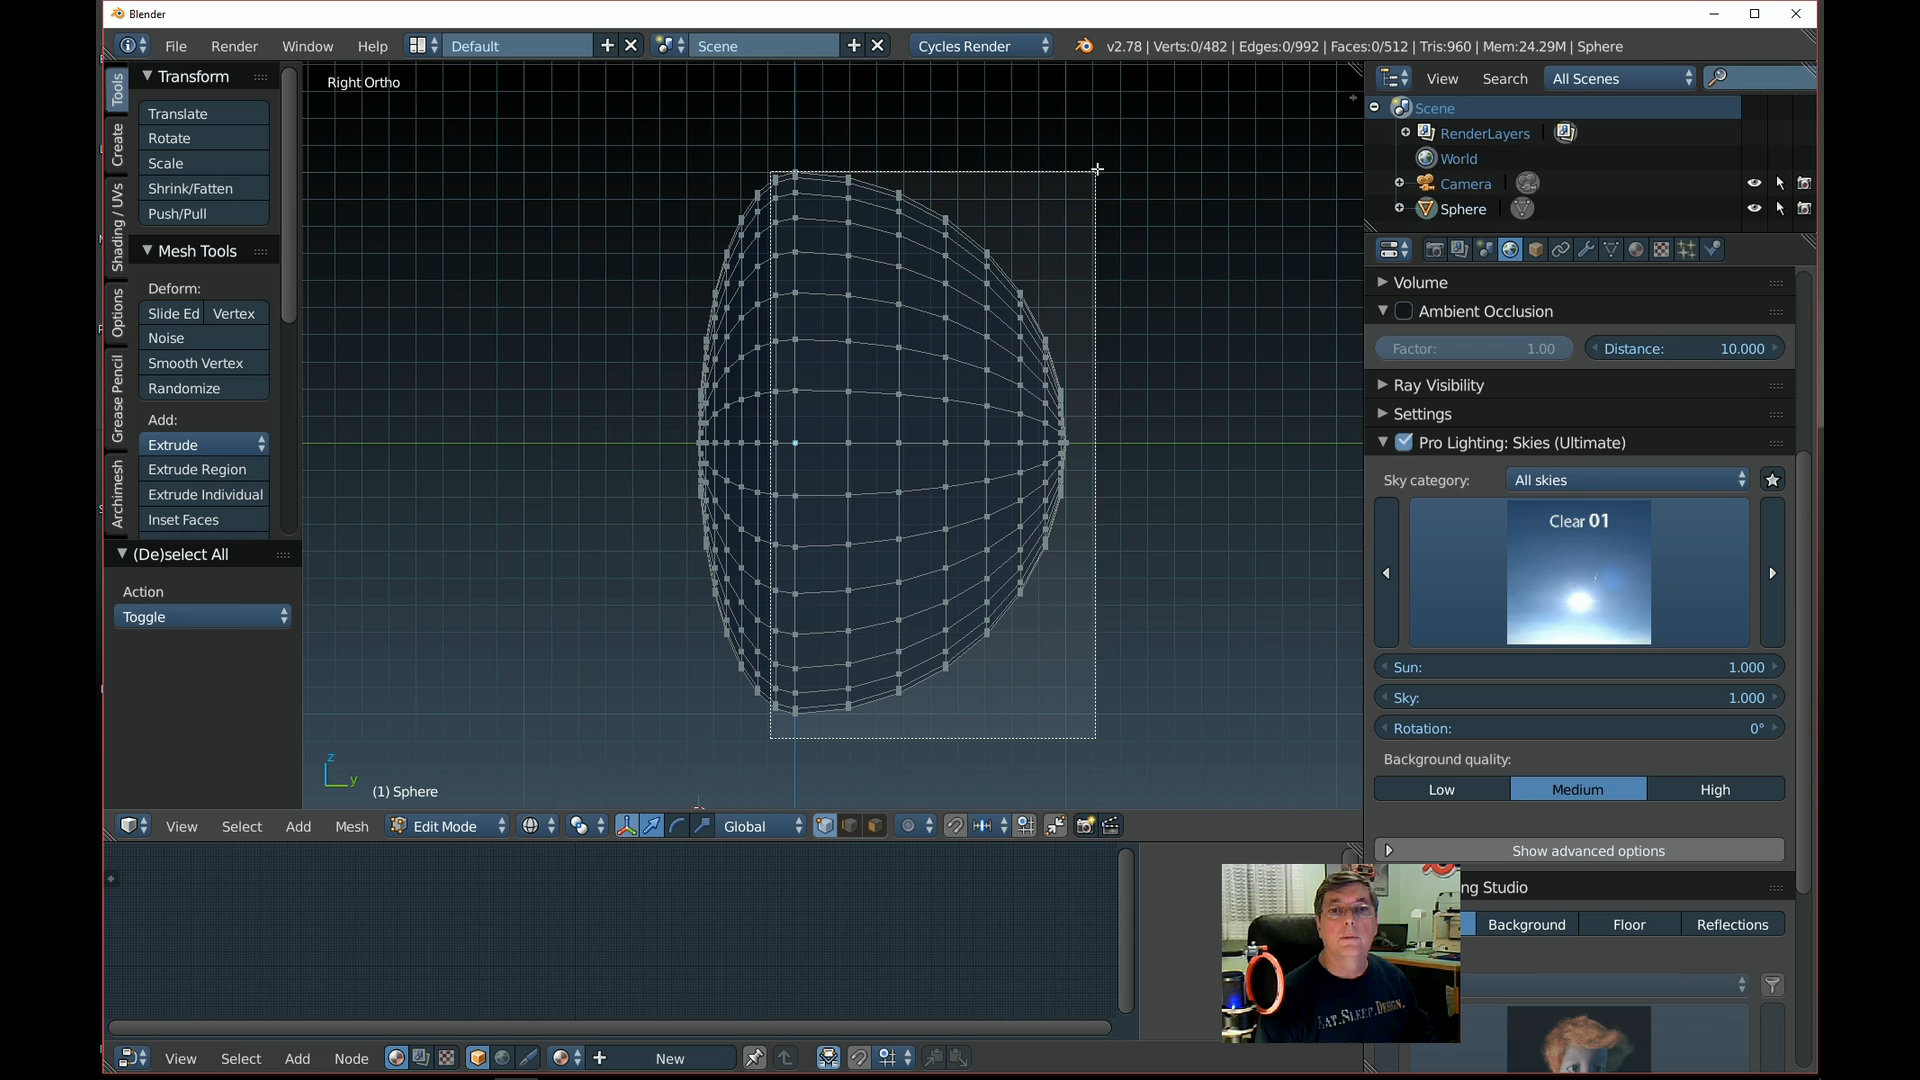 Blender
File Render Window Help Default Scene Cycles Render v2.78 | Verts:0/482 | Edges:0/992 | Faces:0/512 | Tris:960 | Mem:24.29M | Sphere
Tools
Create
Shading / UVs
Options
Grease Pencil
Archimesh
Transform
Translate
Rotate
Scale
Shrink/Fatten
Push/Pull
Mesh Tools
Deform:
Slide Ed Vertex
Noise
Smooth Vertex
Randomize
Add:
Extrude
Extrude Region
Extrude Individual
Inset Faces
(De)select All
Action
Toggle
Right Ortho
z
y
(1) Sphere
View Select Add Mesh Edit Mode Global
View Search All Scenes
Scene
RenderLayers
World
Camera
Sphere
Volume
Ambient Occlusion
Factor: 1.00 Distance: 10.000
Ray Visibility
Settings
Pro Lighting: Skies (Ultimate)
Sky category: All skies
Clear 01
Sun: 1.000
Sky: 1.000
Rotation: 0°
Background quality:
Low Medium High
Show advanced options
ng Studio
Background Floor Reflections
EAT.SLEEP.DESIGN.
View Select Add Node New